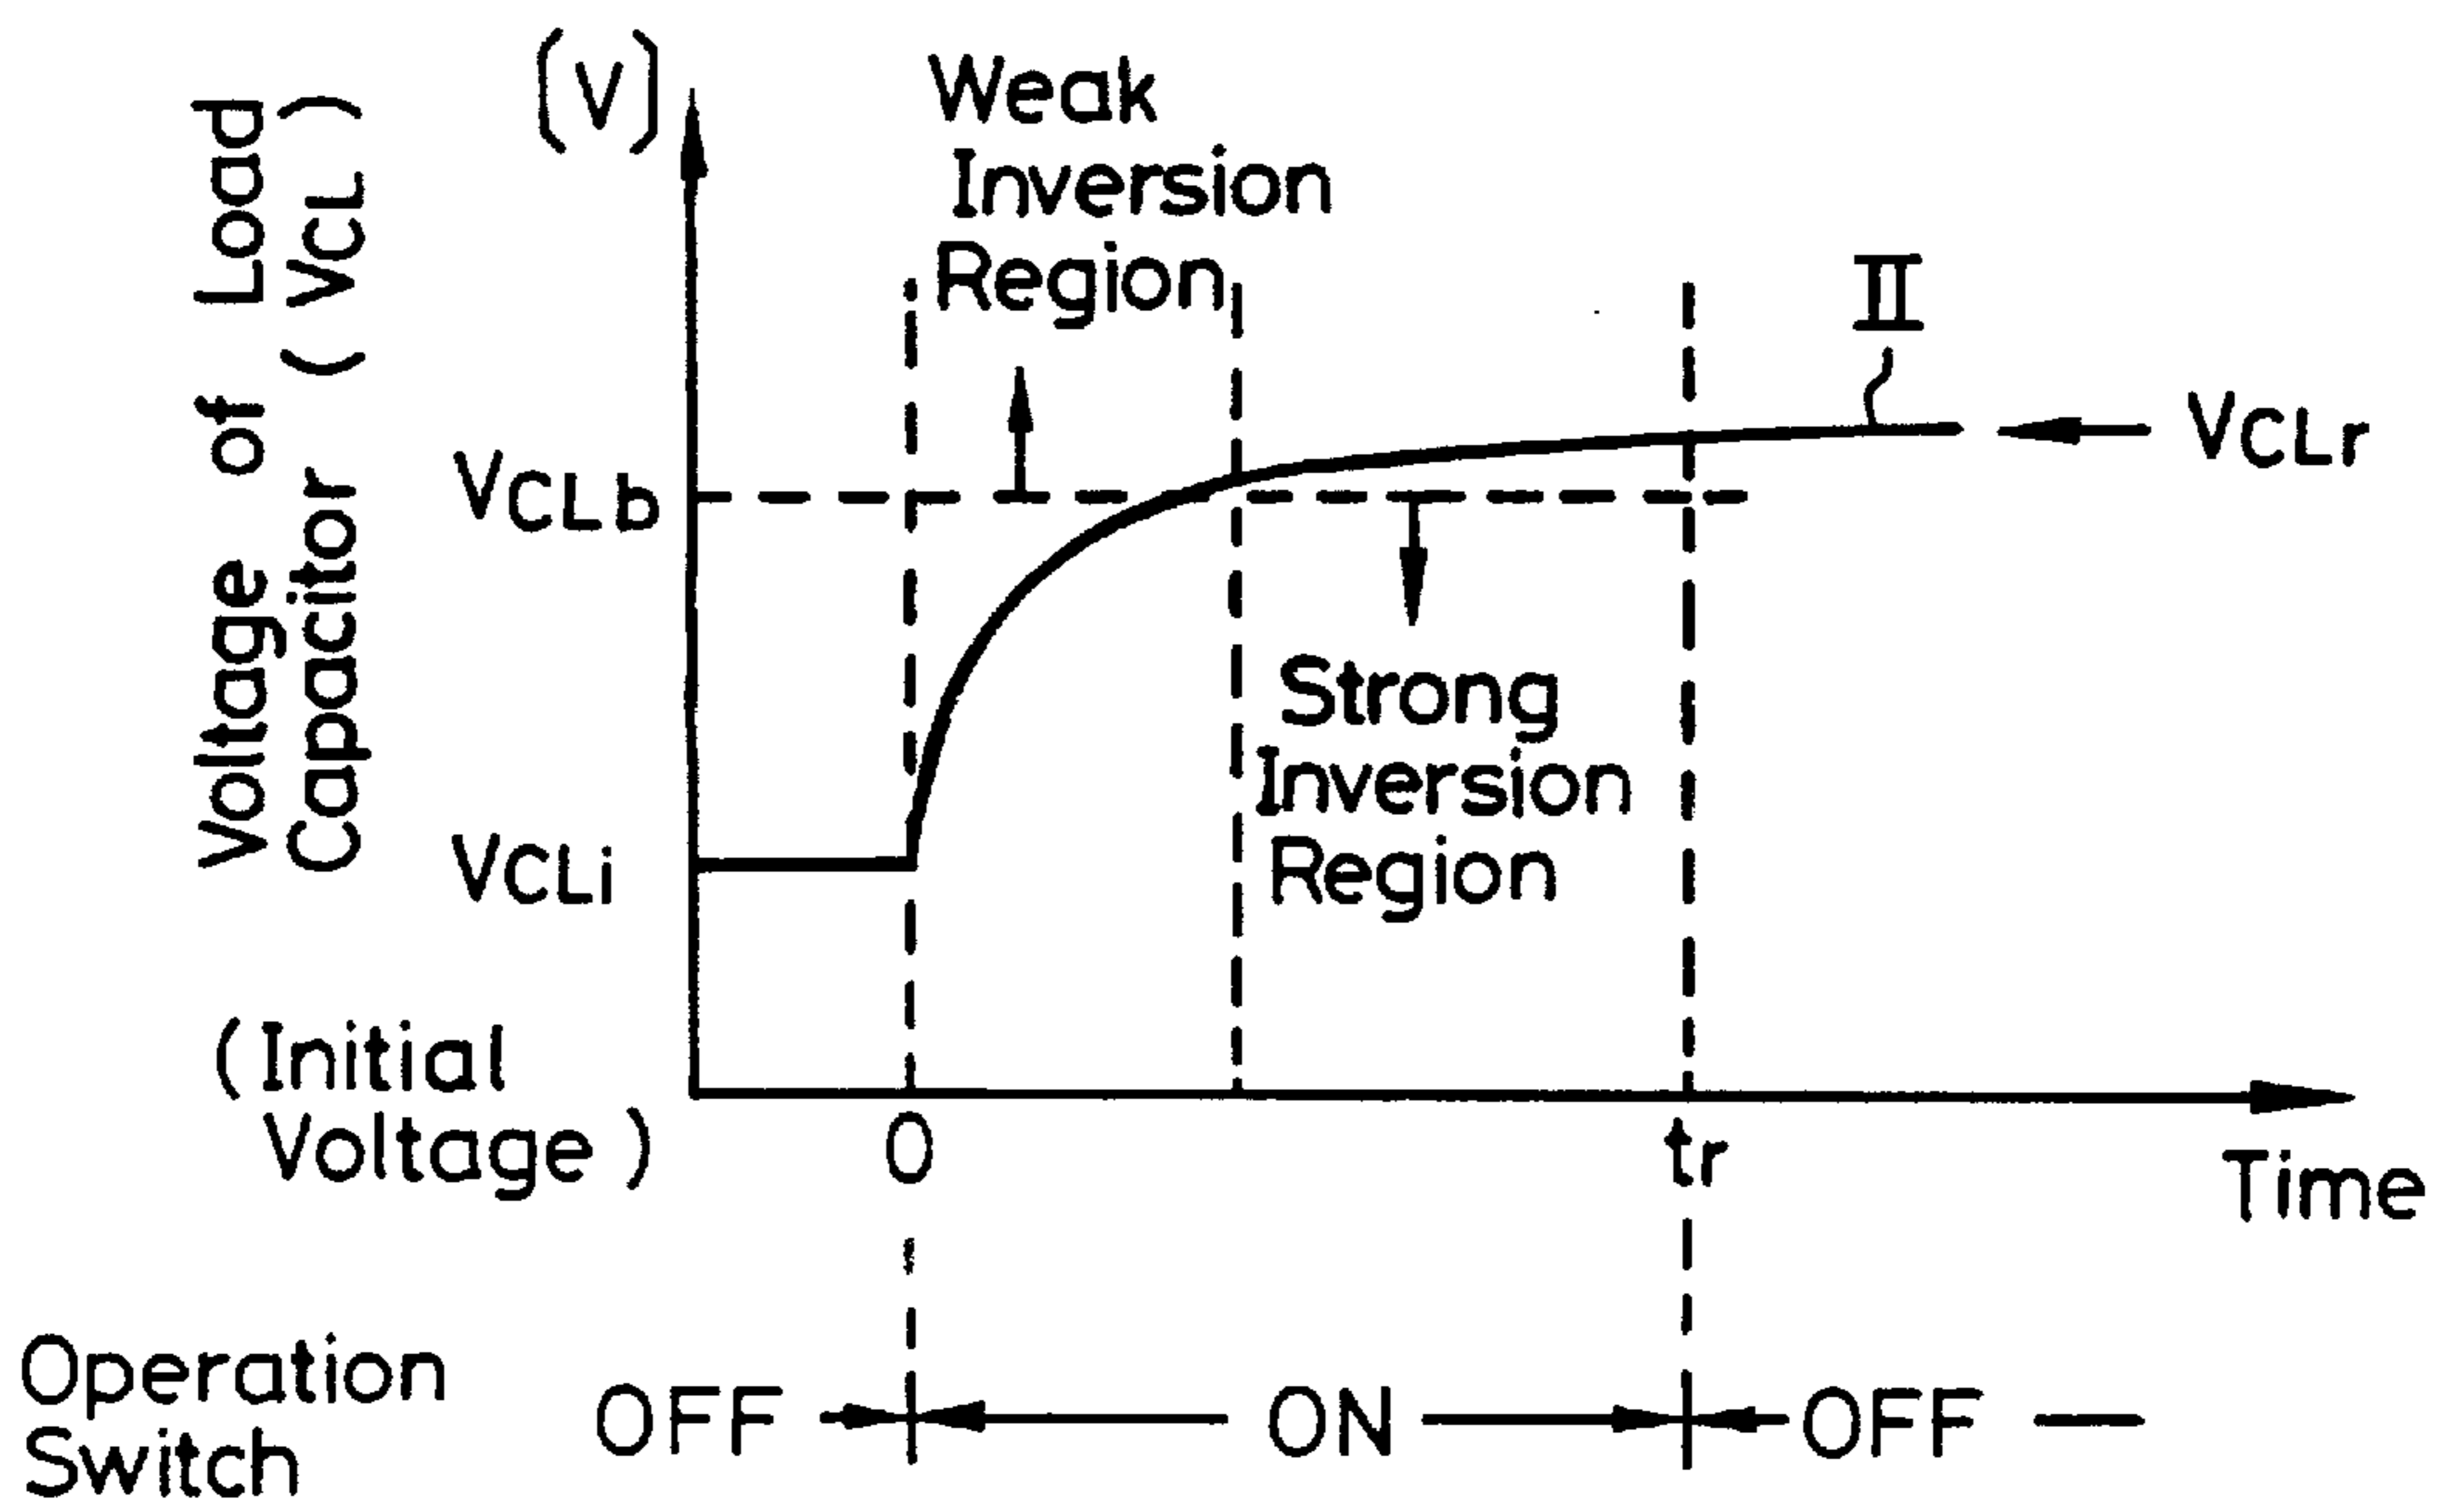 (V)
Weak
Inversion
Region
Voltage of Load
Capacitor (VCL)
II
VCLr
VCLb
Strong
Inversion
Region
VCLi
(Initial
Voltage)
0
tr
Time
Operation
Switch
OFF
ON
OFF